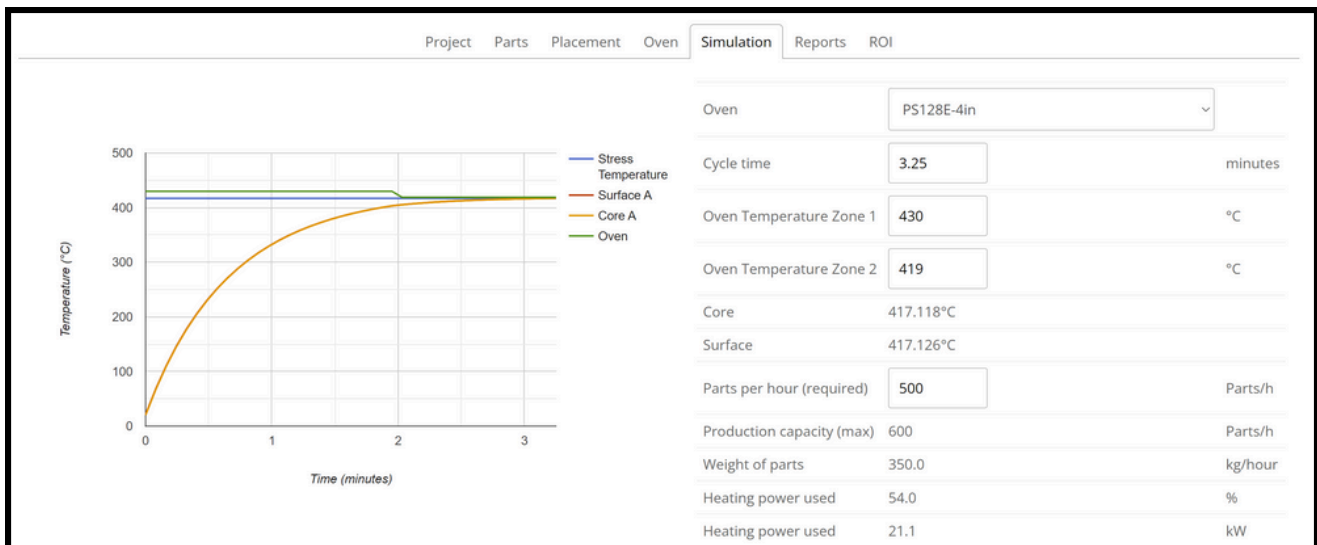 Project Parts Placement Oven Simulation Reports ROI
Temperature (°C)
500
400
300
200
100
0
0 1 2 3
Time (minutes)
Stress
Temperature
Surface A
Core A
Oven
Oven PS128E-4in
Cycle time 3.25 minutes
Oven Temperature Zone 1 430 °C
Oven Temperature Zone 2 419 °C
Core 417.118°C
Surface 417.126°C
Parts per hour (required) 500 Parts/h
Production capacity (max) 600 Parts/h
Weight of parts 350.0 kg/hour
Heating power used 54.0 %
Heating power used 21.1 kW